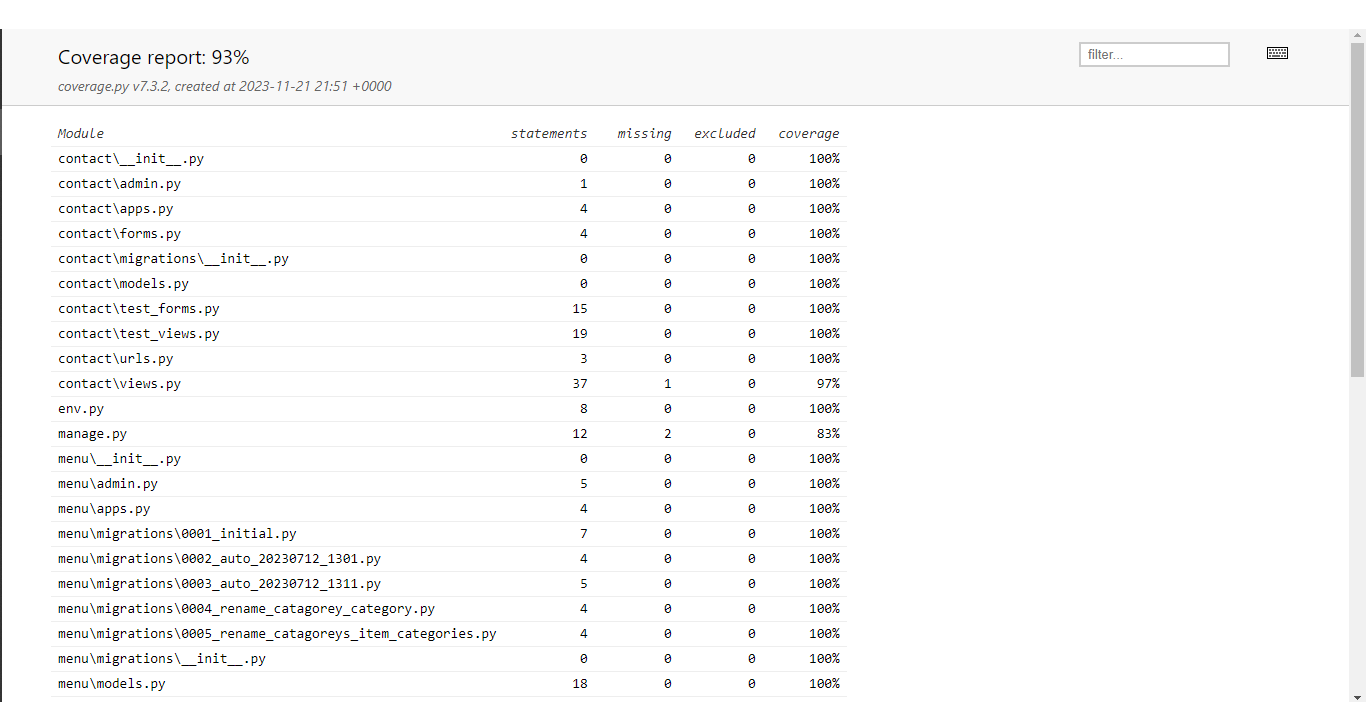 Coverage report: 93%
filter...
coverage.py v7.3.2, created at 2023-11-21 21:51 +0000
Module statements missing excluded coverage
contact\__init__.py 0 0 0 100%
contact\admin.py 1 0 0 100%
contact\apps.py 4 0 0 100%
contact\forms.py 4 0 0 100%
contact\migrations\__init__.py 0 0 0 100%
contact\models.py 0 0 0 100%
contact\test_forms.py 15 0 0 100%
contact\test_views.py 19 0 0 100%
contact\urls.py 3 0 0 100%
contact\views.py 37 1 0 97%
env.py 8 0 0 100%
manage.py 12 2 0 83%
menu\__init__.py 0 0 0 100%
menu\admin.py 5 0 0 100%
menu\apps.py 4 0 0 100%
menu\migrations\0001_initial.py 7 0 0 100%
menu\migrations\0002_auto_20230712_1301.py 4 0 0 100%
menu\migrations\0003_auto_20230712_1311.py 5 0 0 100%
menu\migrations\0004_rename_catagorey_category.py 4 0 0 100%
menu\migrations\0005_rename_catagoreys_item_categories.py 4 0 0 100%
menu\migrations\__init__.py 0 0 0 100%
menu\models.py 18 0 0 100%